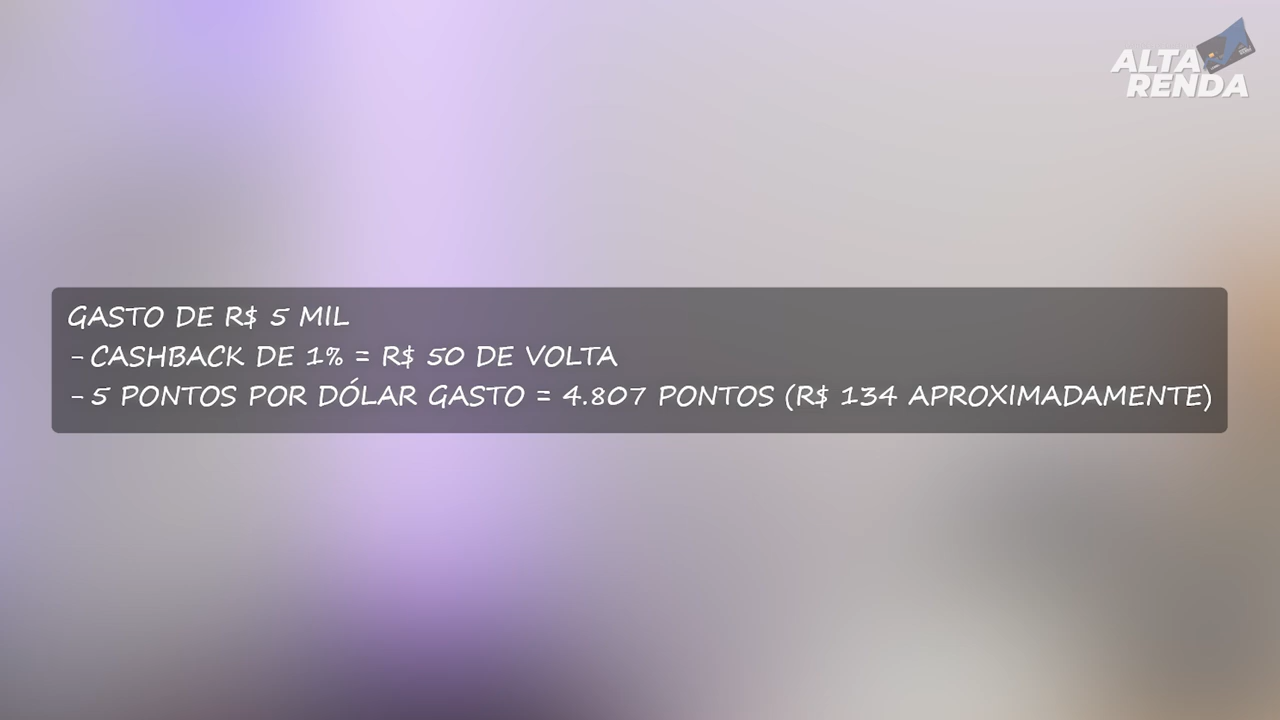 ALTA
RENDA
GASTO DE R$ 5 MIL
- CASHBACK DE 1% = R$ 50 DE VOLTA
- 5 PONTOS POR DÓLAR GASTO = 4.807 PONTOS (R$ 134 APROXIMADAMENTE)